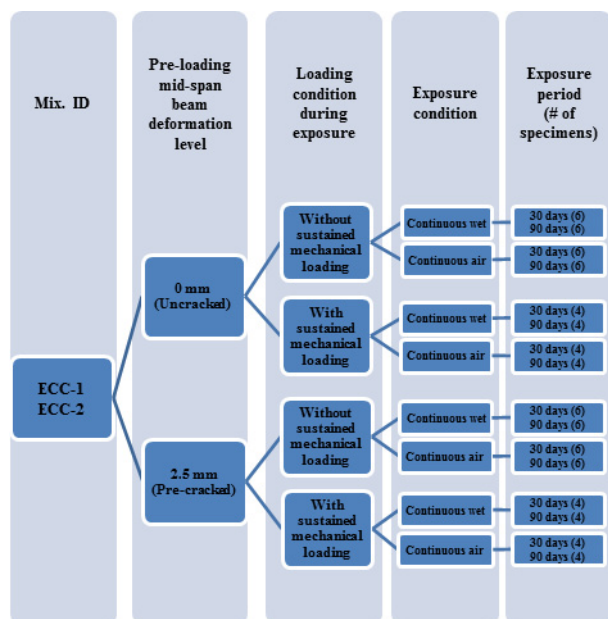 Mix. ID
Pre-loading
mid-span
beam
deformation
level
Loading
condition
during
exposure
Exposure
condition
Exposure
period
(# of
specimens)
ECC-1
ECC-2
0 mm
(Uncracked)
2.5 mm
(Pre-cracked)
Without
sustained
mechanical
loading
With
sustained
mechanical
loading
Without
sustained
mechanical
loading
With
sustained
mechanical
loading
Continuous wet
Continuous air
Continuous wet
Continuous air
Continuous wet
Continuous air
Continuous wet
Continuous air
30 days (6)
90 days (6)
30 days (6)
90 days (6)
30 days (4)
90 days (4)
30 days (4)
90 days (4)
30 days (6)
90 days (6)
30 days (6)
90 days (6)
30 days (4)
90 days (4)
30 days (4)
90 days (4)